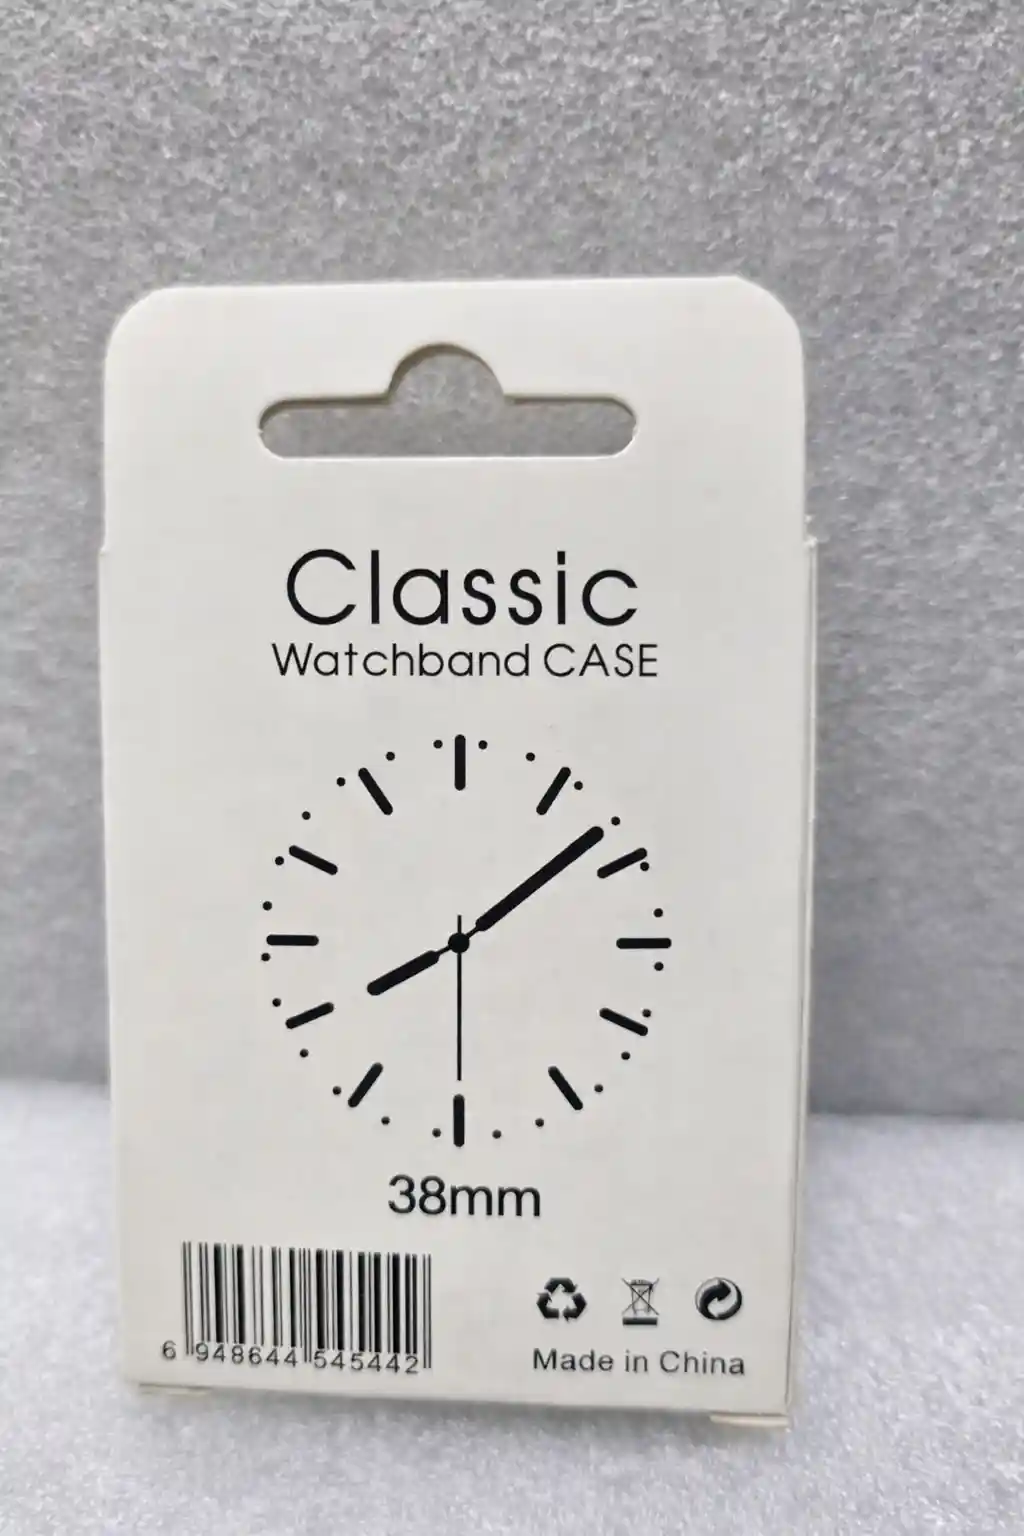 Classic
Watchband CASE
38mm
6 948644 545442
Made in China